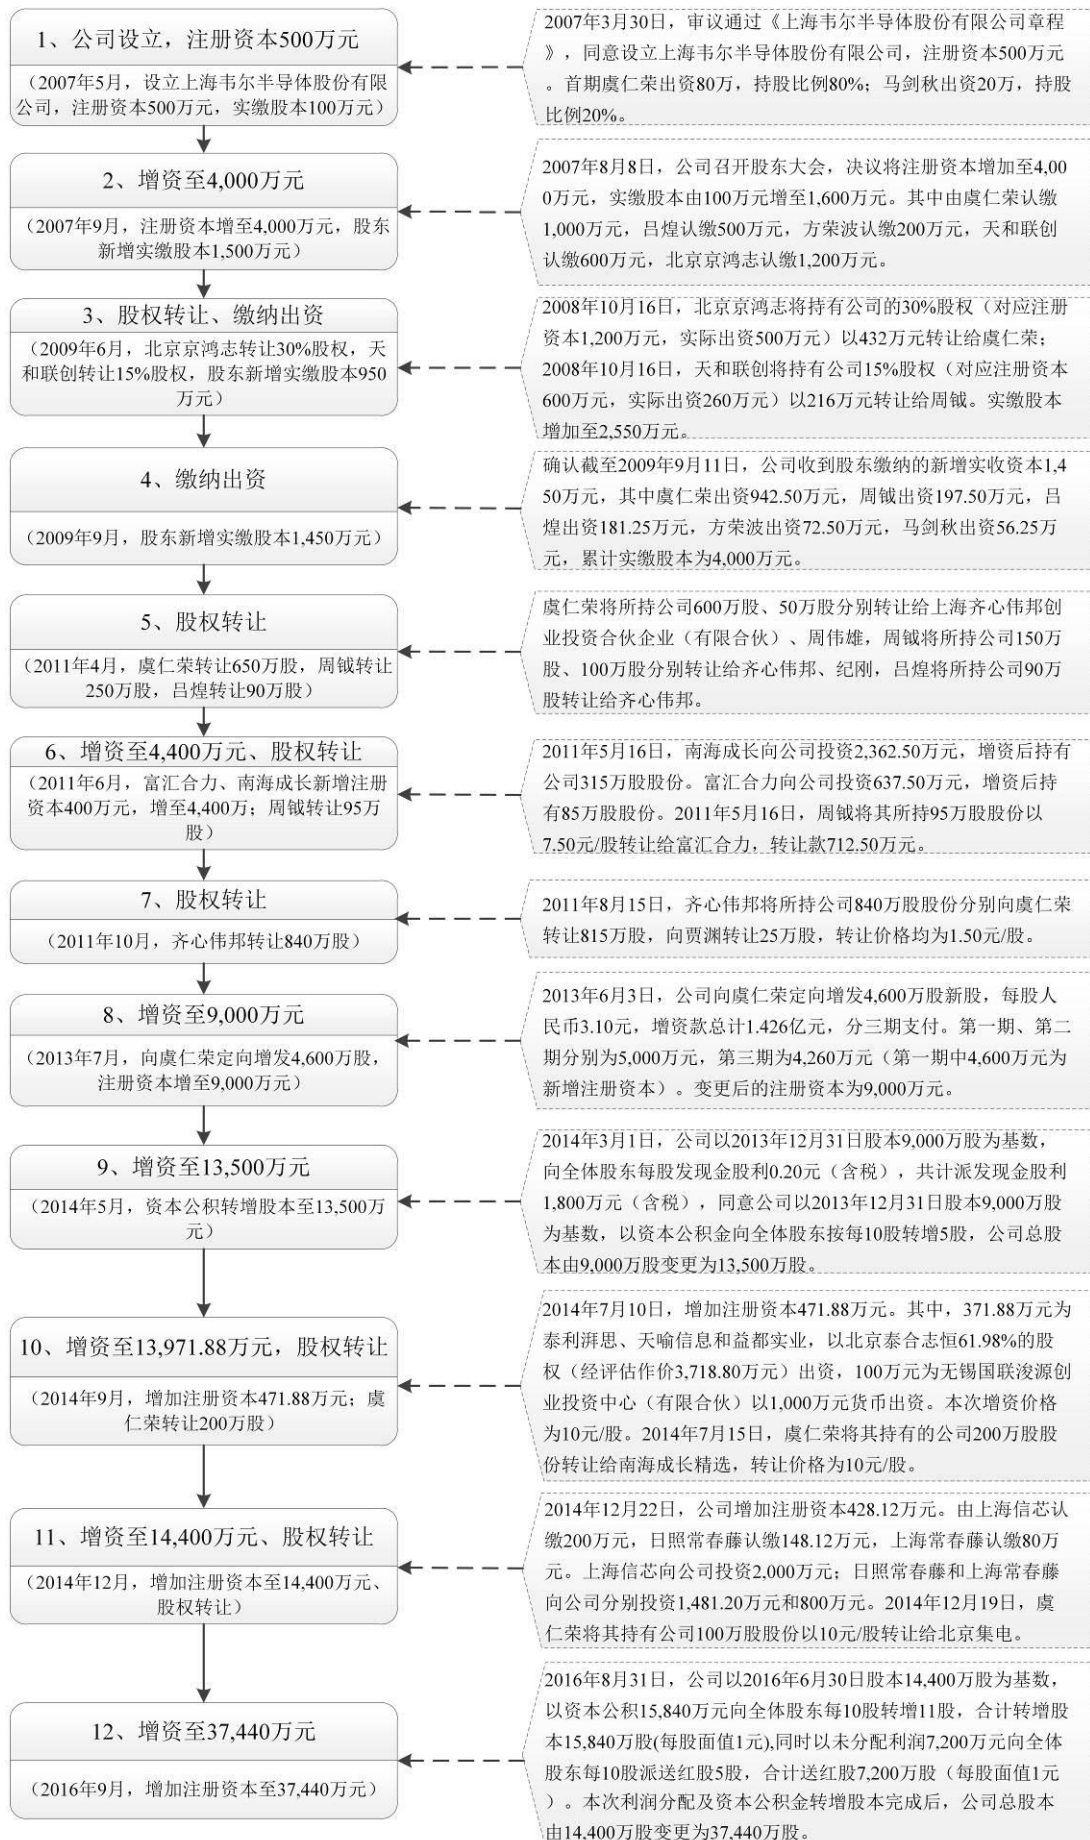 1、公司设立，注册资本500万元
（2007年5月，设立上海韦尔半导体股份有限
公司，注册资本500万元，实缴股本100万元）
2007年3月30日，审议通过《上海韦尔半导体股份有限公司章程
》，同意设立上海韦尔半导体股份有限公司，注册资本500万元
。首期虞仁荣出资80万，持股比例80%；马剑秋出资20万，持股
比例20%。
2、增资至4,000万元
（2007年9月，注册资本增至4,000万元，股东
新增实缴股本1,500万元）
2007年8月8日，公司召开股东大会，决议将注册资本增加至4,00
0万元，实缴股本由100万元增至1,600万元。其中由虞仁荣认缴
1,000万元，吕煌认缴500万元，方荣波认缴200万元，天和联创
认缴600万元，北京京鸿志认缴1,200万元。
3、股权转让、缴纳出资
（2009年6月，北京京鸿志转让30%股权，天
和联创转让15%股权，股东新增实缴股本950
万元）
2008年10月16日，北京京鸿志将持有公司的30%股权（对应注册
资本1,200万元，实际出资500万元）以432万元转让给虞仁荣；
2008年10月16日，天和联创将持有公司15%股权（对应注册资本
600万元，实际出资260万元）以216万元转让给周钺。实缴股本
增加至2,550万元。
4、缴纳出资
（2009年9月，股东新增实缴股本1,450万元）
确认截至2009年9月11日，公司收到股东缴纳的新增实收资本1,4
50万元，其中虞仁荣出资942.50万元，周钺出资197.50万元，吕
煌出资181.25万元，方荣波出资72.50万元，马剑秋出资56.25万
元，累计实缴股本为4,000万元。
5、股权转让
（2011年4月，虞仁荣转让650万股，周钺转让
250万股，吕煌转让90万股）
虞仁荣将所持公司600万股、50万股分别转让给上海齐心伟邦创
业投资合伙企业（有限合伙）、周伟雄，周钺将所持公司150万
股、100万股分别转让给齐心伟邦、纪刚，吕煌将所持公司90万
股转让给齐心伟邦。
6、增资至4,400万元、股权转让
（2011年6月，富汇合力、南海成长新增注册
资本400万元，增至4,400万；周钺转让95万
股）
2011年5月16日，南海成长向公司投资2,362.50万元，增资后持有
公司315万股股份。富汇合力向公司投资637.50万元，增资后持
有85万股股份。2011年5月16日，周钺将其所持95万股股份以
7.50元/股转让给富汇合力，转让款712.50万元。
7、股权转让
（2011年10月，齐心伟邦转让840万股）
2011年8月15日，齐心伟邦将所持公司840万股股份分别向虞仁荣
转让815万股，向贾渊转让25万股，转让价格均为1.50元/股。
8、增资至9,000万元
（2013年7月，向虞仁荣定向增发4,600万股，
注册资本增至9,000万元）
2013年6月3日，公司向虞仁荣定向增发4,600万股新股，每股人
民币3.10元，增资款总计1.426亿元，分三期支付。第一期、第二
期分别为5,000万元，第三期为4,260万元（第一期中4,600万元为
新增注册资本）。变更后的注册资本为9,000万元。
9、增资至13,500万元
（2014年5月，资本公积转增股本至13,500万
元）
2014年3月1日，公司以2013年12月31日股本9,000万股为基数，
向全体股东每股发现金股利0.20元（含税），共计派发现金股利
1,800万元（含税），同意公司以2013年12月31日股本9,000万股
为基数，以资本公积金向全体股东按每10股转增5股，公司总股
本由9,000万股变更为13,500万股。
10、增资至13,971.88万元，股权转让
（2014年9月，增加注册资本471.88万元；虞
仁荣转让200万股）
2014年7月10日，增加注册资本471.88万元。其中，371.88万元为
泰利湃思、天喻信息和益都实业，以北京泰合志恒61.98%的股
权（经评估作价3,718.80万元）出资，100万元为无锡国联浚源创
业投资中心（有限合伙）以1,000万元货币出资。本次增资价格
为10元/股。2014年7月15日，虞仁荣将其持有的公司200万股股
份转让给南海成长精选，转让价格为10元/股。
11、增资至14,400万元、股权转让
（2014年12月，增加注册资本至14,400万元、
股权转让）
2014年12月22日，公司增加注册资本428.12万元。由上海信芯认
缴200万元，日照常春藤认缴148.12万元，上海常春藤认缴80万
元。上海信芯向公司投资2,000万元；日照常春藤和上海常春藤
向公司分别投资1,481.20万元和800万元。2014年12月19日，虞
仁荣将其持有公司100万股股份以10元/股转让给北京集电。
12、增资至37,440万元
（2016年9月，增加注册资本至37,440万元）
2016年8月31日，公司以2016年6月30日股本14,400万股为基数，
以资本公积15,840万元向全体股东每10股转增11股，合计转增股
本15,840万股(每股面值1元),同时以未分配利润7,200万元向全体
股东每10股派送红股5股，合计送红股7,200万股（每股面值1元
）。本次利润分配及资本公积金转增股本完成后，公司总股本
由14,400万股变更为37,440万股。